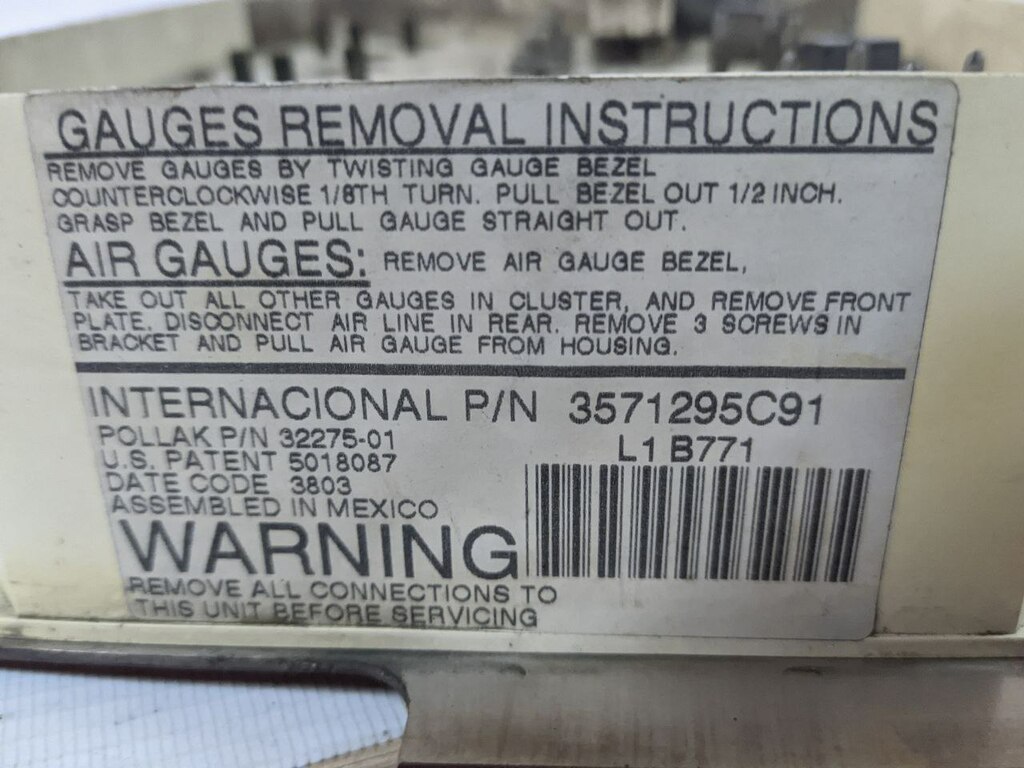 GAUGES REMOVAL INSTRUCTIONS
REMOVE GAUGES BY TWISTING GAUGE BEZEL
COUNTERCLOCKWISE 1/8TH TURN. PULL BEZEL OUT 1/2 INCH.
GRASP BEZEL AND PULL GAUGE STRAIGHT OUT.
AIR GAUGES: REMOVE AIR GAUGE BEZEL,
TAKE OUT ALL OTHER GAUGES IN CLUSTER, AND REMOVE FRONT
PLATE. DISCONNECT AIR LINE IN REAR. REMOVE 3 SCREWS IN
BRACKET AND PULL AIR GAUGE FROM HOUSING.
INTERNACIONAL P/N 3571295C91
POLLAK P/N 32275-01
L1 B771
U.S. PATENT 5018087
DATE CODE 3803
ASSEMBLED IN MEXICO
WARNING
REMOVE ALL CONNECTIONS TO
THIS UNIT BEFORE SERVICING